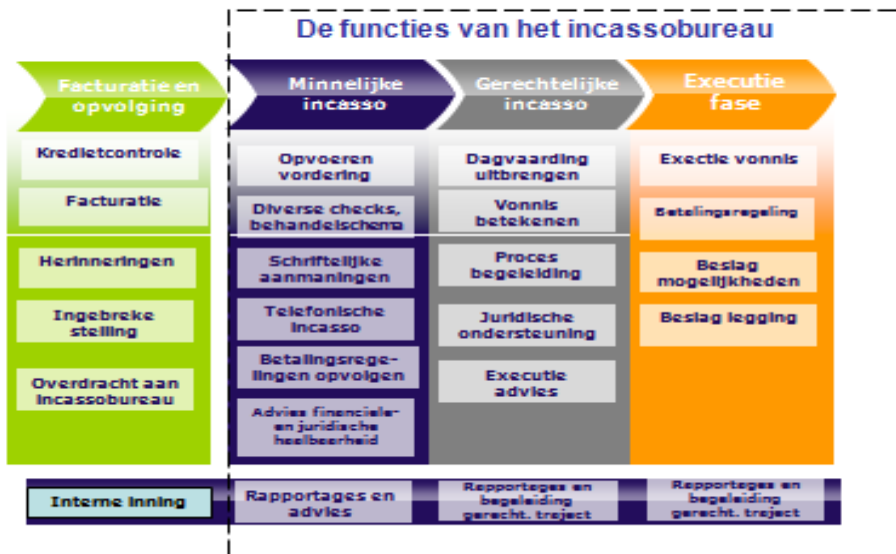 De functies van het incassobureau
Facturatie en
opvolging
Minnelijke
incasso
Gerechtelijke
incasso
Executie
fase
Kredietcontrole
Facturatie
Herinneringen
Ingebreke
stelling
Overdracht aan
incassobureau
Opvoeren
vordering
Diverse checks,
behandelschema
Schriftelijke
aanmaningen
Telefonische
incasso
Betalingsrege-
lingen opvolgen
Advies financiele-
en juridische
haalbaarheid
Dagvaarding
uitbrengen
Vonnis
betekenen
Proces
begeleiding
Juridische
ondersteuning
Executie
advies
Exectie vonnis
Betalingsregeling
Beslag
mogelijkheden
Beslag legging
Interne inning
Rapportages en
advies
Rapportages en
begeleiding
gerecht. traject
Rapportages en
begeleiding
gerecht. traject